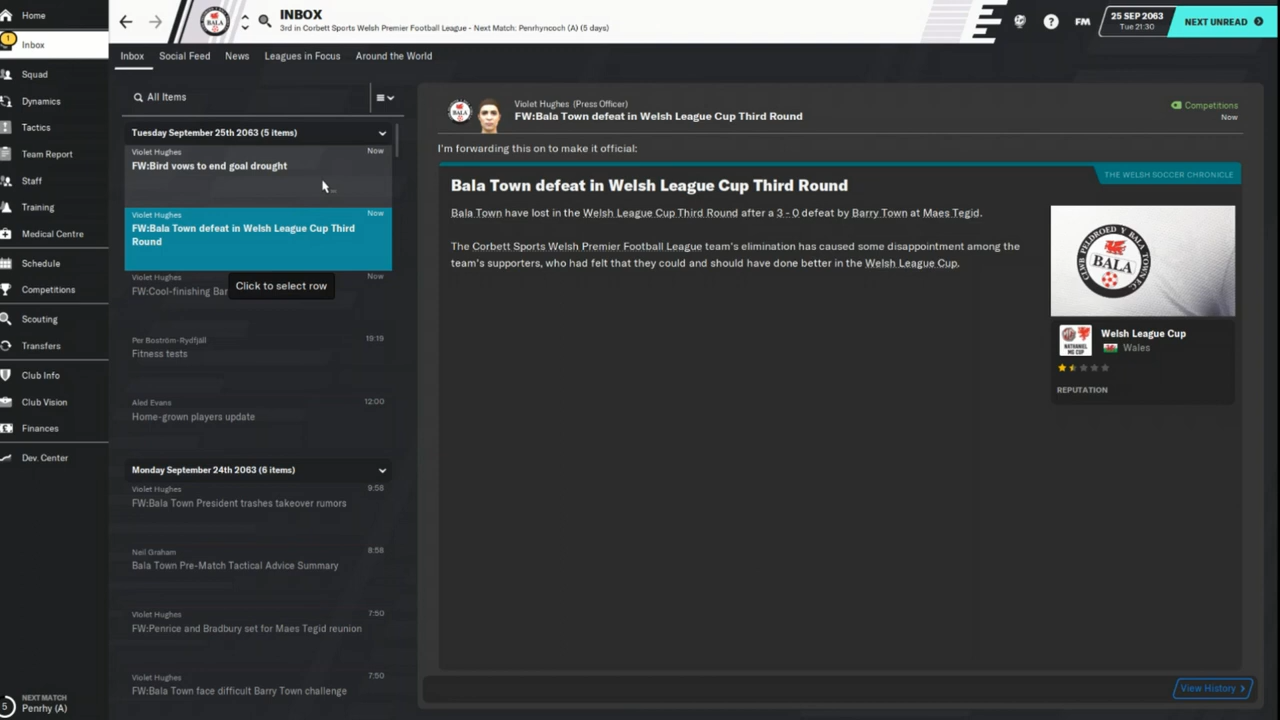 Home
1
Inbox
Squad
Dynamics
Tactics
Team Report
Staff
Training
Medical Centre
Schedule
Competitions
Scouting
Transfers
Club Info
Club Vision
Finances
Dev. Center
5
NEXT MATCH
Penrhy (A)
BALA
INBOX
3rd in Corbett Sports Welsh Premier Football League - Next Match: Penrhyncoch (A) (5 days)
?
FM
25 SEP 2063
Tue 21:30
NEXT UNREAD
Inbox
Social Feed
News
Leagues in Focus
Around the World
All Items
Tuesday September 25th 2063 (5 items)
Violet Hughes
Now
FW:Bird vows to end goal drought
Violet Hughes
Now
FW:Bala Town defeat in Welsh League Cup Third
Round
Violet Hughes
Now
FW:Cool-finishing Bar
Click to select row
Per Boström-Rydfjäll
19:19
Fitness tests
Aled Evans
12:00
Home-grown players update
Monday September 24th 2063 (6 items)
Violet Hughes
9:58
FW:Bala Town President trashes takeover rumors
Neil Graham
8:58
Bala Town Pre-Match Tactical Advice Summary
Violet Hughes
7:50
FW:Penrice and Bradbury set for Maes Tegid reunion
Violet Hughes
7:50
FW:Bala Town face difficult Barry Town challenge
BALA
Violet Hughes (Press Officer)
FW:Bala Town defeat in Welsh League Cup Third Round
Competitions
Now
I'm forwarding this on to make it official:
THE WELSH SOCCER CHRONICLE
Bala Town defeat in Welsh League Cup Third Round
Bala Town have lost in the Welsh League Cup Third Round after a 3 - 0 defeat by Barry Town at Maes Tegid.
The Corbett Sports Welsh Premier Football League team's elimination has caused some disappointment among the
team's supporters, who had felt that they could and should have done better in the Welsh League Cup.
CLWB PELDROED Y BALA TOWN F.C.
BALA
NATHANIEL
MG CUP
Welsh League Cup
Wales
REPUTATION
View History